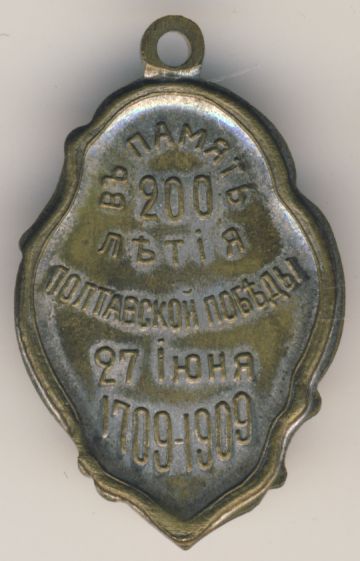 ВЪ ПАМЯТЬ
200
ЛѢТІЯ
ПОЛТАВСКОЙ ПОБѢДЫ
27 Іюня
1709-1909